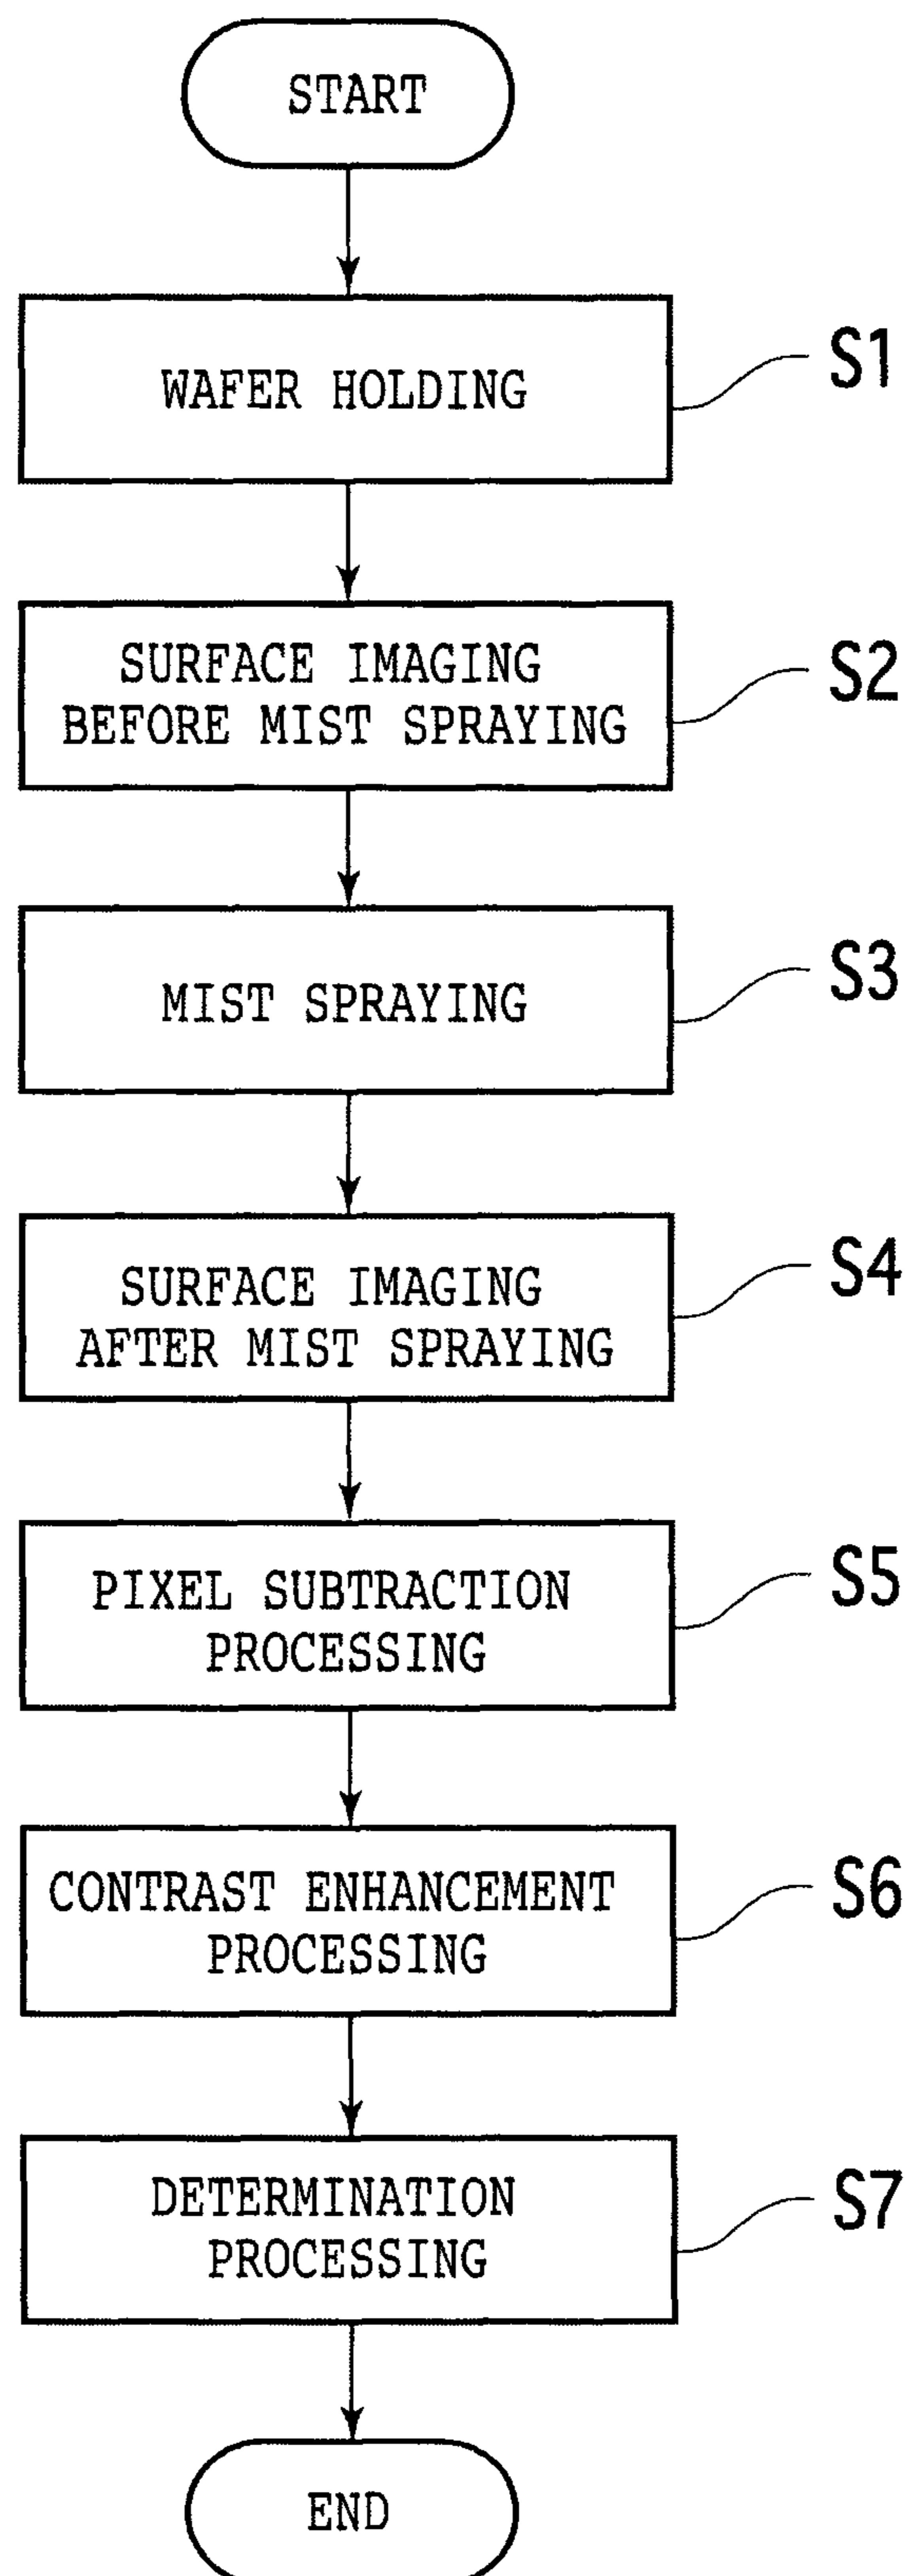 START
WAFER HOLDING
S1
SURFACE IMAGING
BEFORE MIST SPRAYING
S2
MIST SPRAYING
S3
SURFACE IMAGING
AFTER MIST SPRAYING
S4
PIXEL SUBTRACTION
PROCESSING
S5
CONTRAST ENHANCEMENT
PROCESSING
S6
DETERMINATION
PROCESSING
S7
END